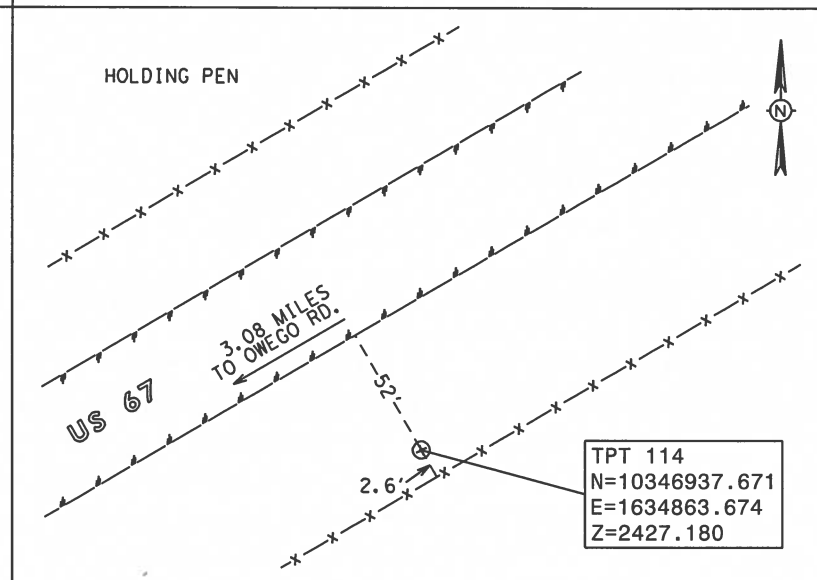 HOLDING PEN
N
3.08 MILES
TO OWEGO RD.
US 67
52'
2.6'
TPT 114
N=10346937.671
E=1634863.674
Z=2427.180